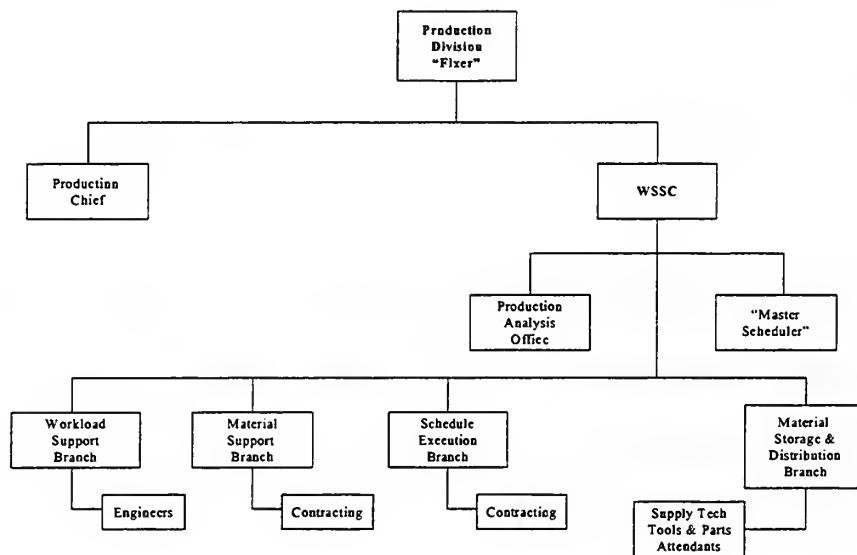 Production
Division
"Fixer"
Production
Chief
WSSC
Production
Analysis
Office
"Master
Scheduler"
Workload
Support
Branch
Material
Support
Branch
Schedule
Execution
Branch
Material
Storage &
Distribution
Branch
Engineers
Contracting
Contracting
Supply Tech
Tools & Parts
Attendants